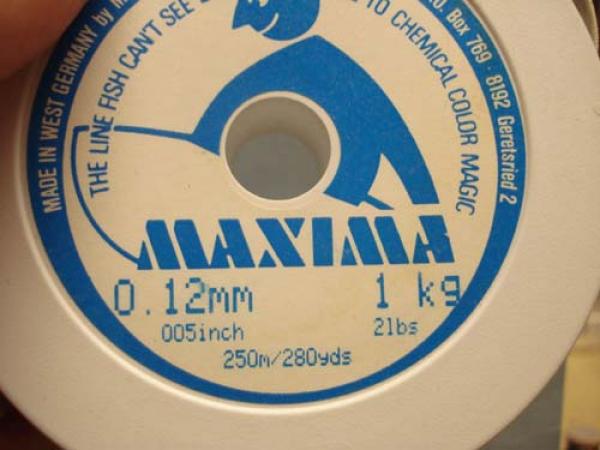 MADE IN WEST GERMANY by
O. Box 769 · 8192 Geretsried 2
THE LINE FISH CAN'T SEE
TO CHEMICAL COLOR MAGIC
MAXIMA
0.12mm 1 kg
.005inch 2lbs
250m/280yds